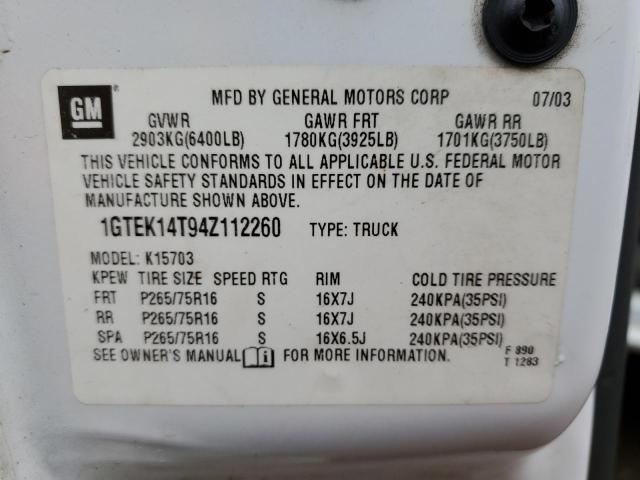 GM
MFD BY GENERAL MOTORS CORP 07/03
GVWR GAWR FRT GAWR RR
2903KG(6400LB) 1780KG(3925LB) 1701KG(3750LB)
THIS VEHICLE CONFORMS TO ALL APPLICABLE U.S. FEDERAL MOTOR
VEHICLE SAFETY STANDARDS IN EFFECT ON THE DATE OF
MANUFACTURE SHOWN ABOVE.
1GTEK14T94Z112260 TYPE: TRUCK
MODEL: K15703
KPEW TIRE SIZE SPEED RTG RIM COLD TIRE PRESSURE
FRT P265/75R16 S 16X7J 240KPA(35PSI)
RR P265/75R16 S 16X7J 240KPA(35PSI)
SPA P265/75R16 S 16X6.5J 240KPA(35PSI)
SEE OWNER'S MANUAL FOR MORE INFORMATION.
F 890
T 1283